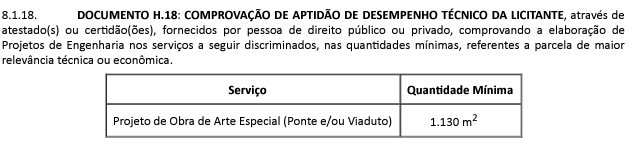 8.1.18. DOCUMENTO H.18: COMPROVAÇÃO DE APTIDÃO DE DESEMPENHO TÉCNICO DA LICITANTE, através de
atestado(s) ou certidão(ões), fornecidos por pessoa de direito público ou privado, comprovando a elaboração de
Projetos de Engenharia nos serviços a seguir discriminados, nas quantidades mínimas, referentes a parcela de maior
relevância técnica ou econômica.
Serviço Quantidade Mínima
Projeto de Obra de Arte Especial (Ponte e/ou Viaduto) 1.130 m²